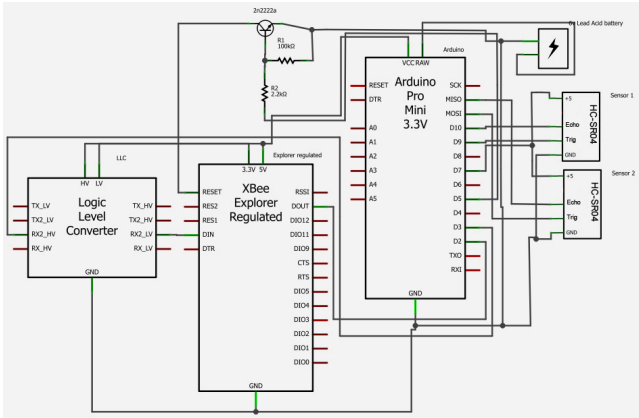 2n2222a
6v Lead Acid battery
R1
100kΩ
R2
2.2kΩ
Arduino
VCC RAW
Arduino
Pro
Mini
3.3V
RESET
DTR
A0
A1
A2
A3
A4
A5
SCK
MISO
MOSI
D10
D9
D8
D7
D6
D5
D4
D3
D2
TXO
RXI
GND
Sensor 1
+5
Echo
Trig
GND
HC-SR04
Sensor 2
+5
Echo
Trig
GND
HC-SR04
LLC
HV LV
Logic
Level
Converter
TX_LV
TX2_LV
RX2_HV
RX_HV
TX_HV
TX2_HV
RX2_LV
RX_LV
GND
Explorer regulated
3.3V 5V
XBee
Explorer
Regulated
RESET
RES2
RES1
DIN
DTR
RSSI
DOUT
DIO12
DIO11
DIO9
CTS
RTS
DIO5
DIO4
DIO3
DIO2
DIO1
DIO0
GND